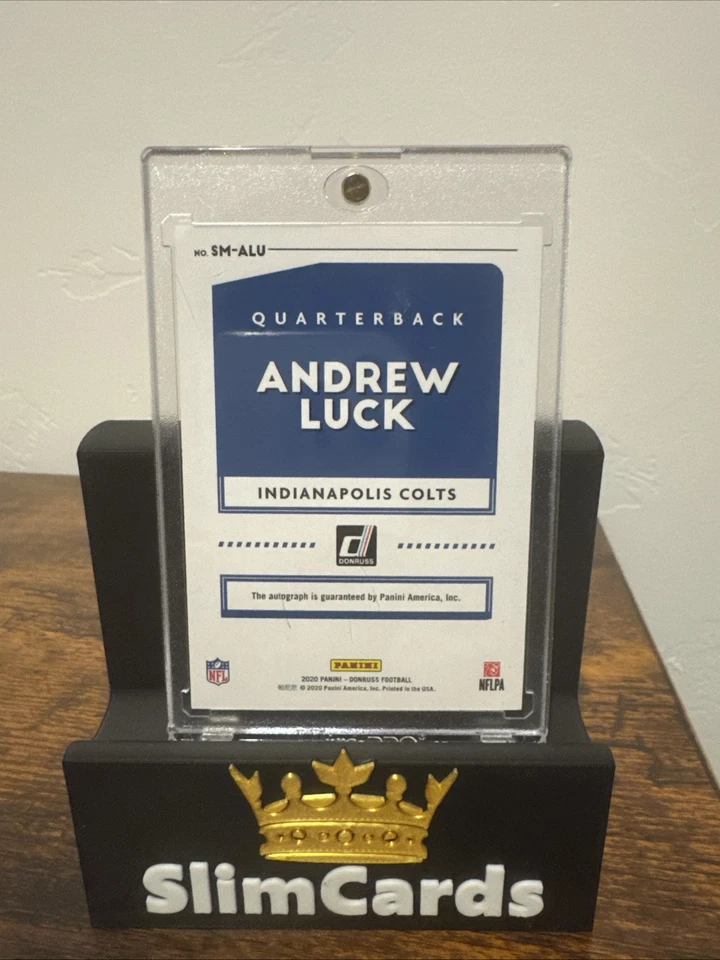 NO. SM-ALU
QUARTERBACK
ANDREW
LUCK
INDIANAPOLIS COLTS
DONRUSS
The autograph is guaranteed by Panini America, Inc.
PANINI
NFL
2020 PANINI – DONRUSS FOOTBALL
© 2020 Panini America, Inc. Printed in the USA.
NFLPA
SlimCards